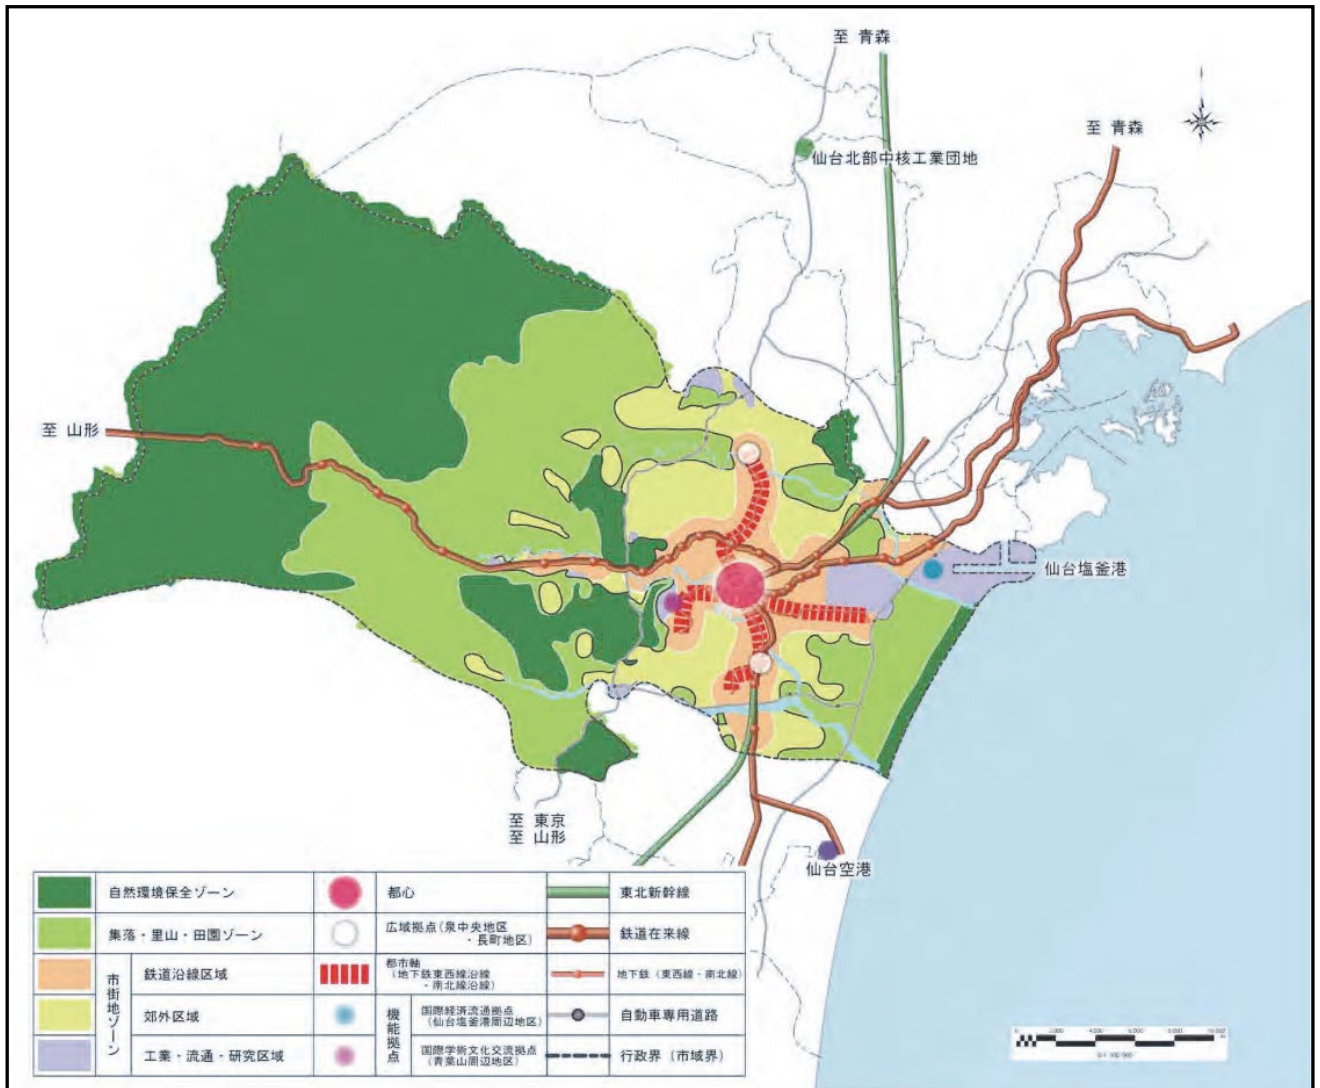 至 青森
至 青森
仙台北部中核工業団地
至 山形
仙台塩釜港
至 東京
至 山形
仙台空港
自然環境保全ゾーン
都心
東北新幹線
集落・里山・田園ゾーン
広域拠点(泉中央地区
・長町地区)
鉄道在来線
市街地ゾーン
鉄道沿線区域
都市軸
(地下鉄東西線沿線
・南北線沿線)
地下鉄(東西線・南北線)
郊外区域
機能拠点
国際経済流通拠点
(仙台塩釜港周辺地区)
自動車専用道路
工業・流通・研究区域
国際学術文化交流拠点
(青葉山周辺地区)
行政界(市域界)